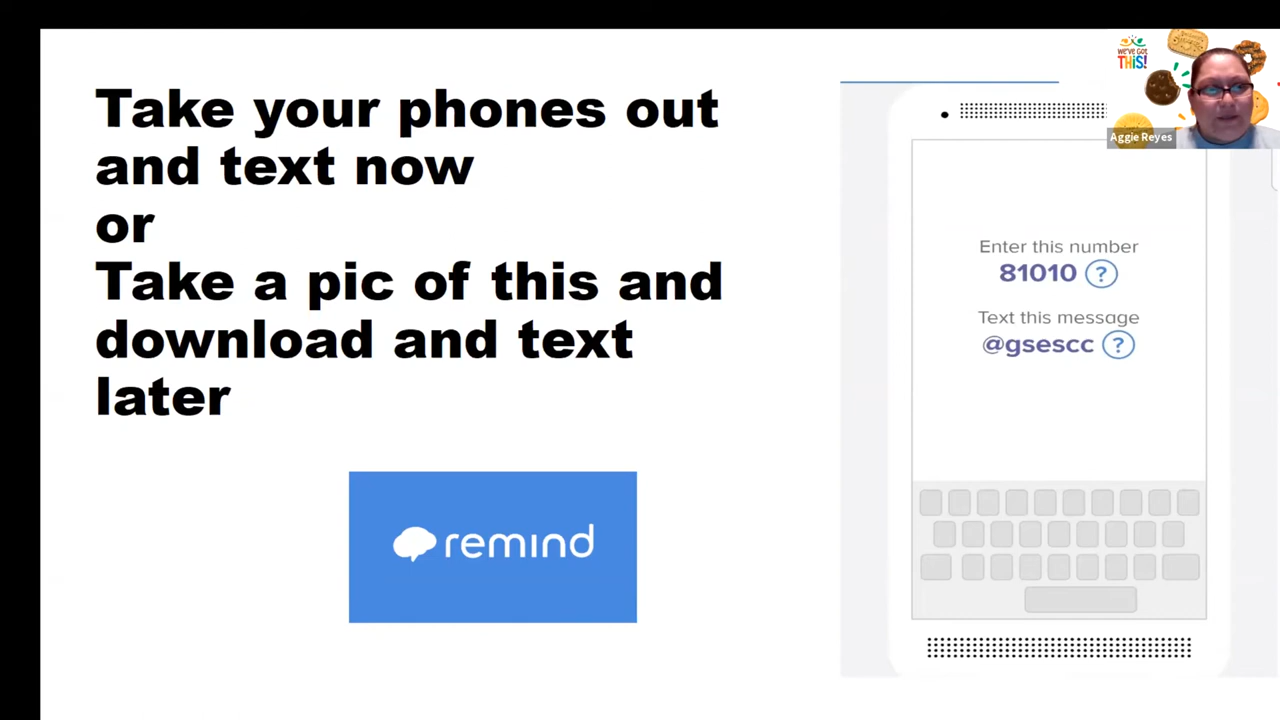 Take your phones out
and text now
or
Take a pic of this and
download and text
later
remind
WE'VE GOT
THIS!
Aggie Reyes
Enter this number
81010 ?
Text this message
@gsescc ?